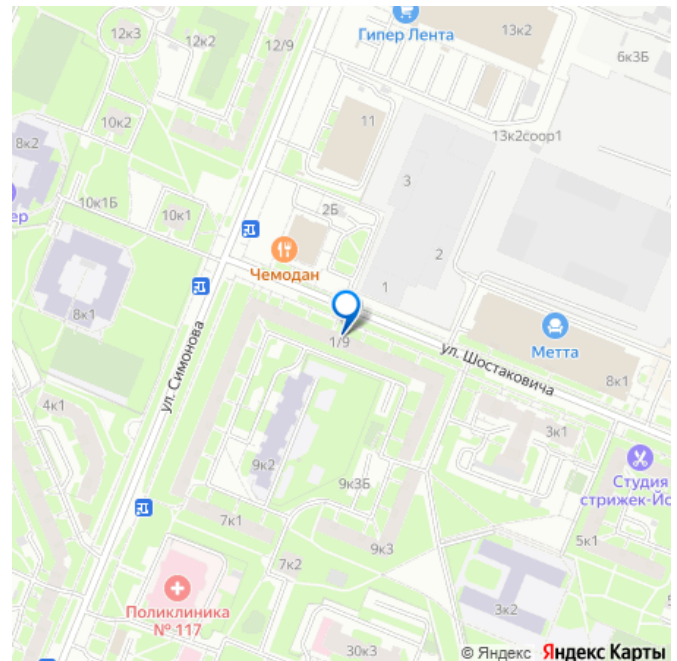 12к3
12к2
12/9
Гипер Лента
13к2
6к3Б
10к2
11
13к2соор1
8к2
3
10к1Б
10к1
2Б
ер
2
Чемодан
1
8к1
ул. Симонова
1/9
ул. Шостаковича
Метта
8к1
4к1
3к1
9к2
9к3Б
Студия
стрижек-Йо
7к1
9к3
5к1
7к2
Поликлиника
№ 117
3к2
30к3
© Яндекс Яндекс Карты